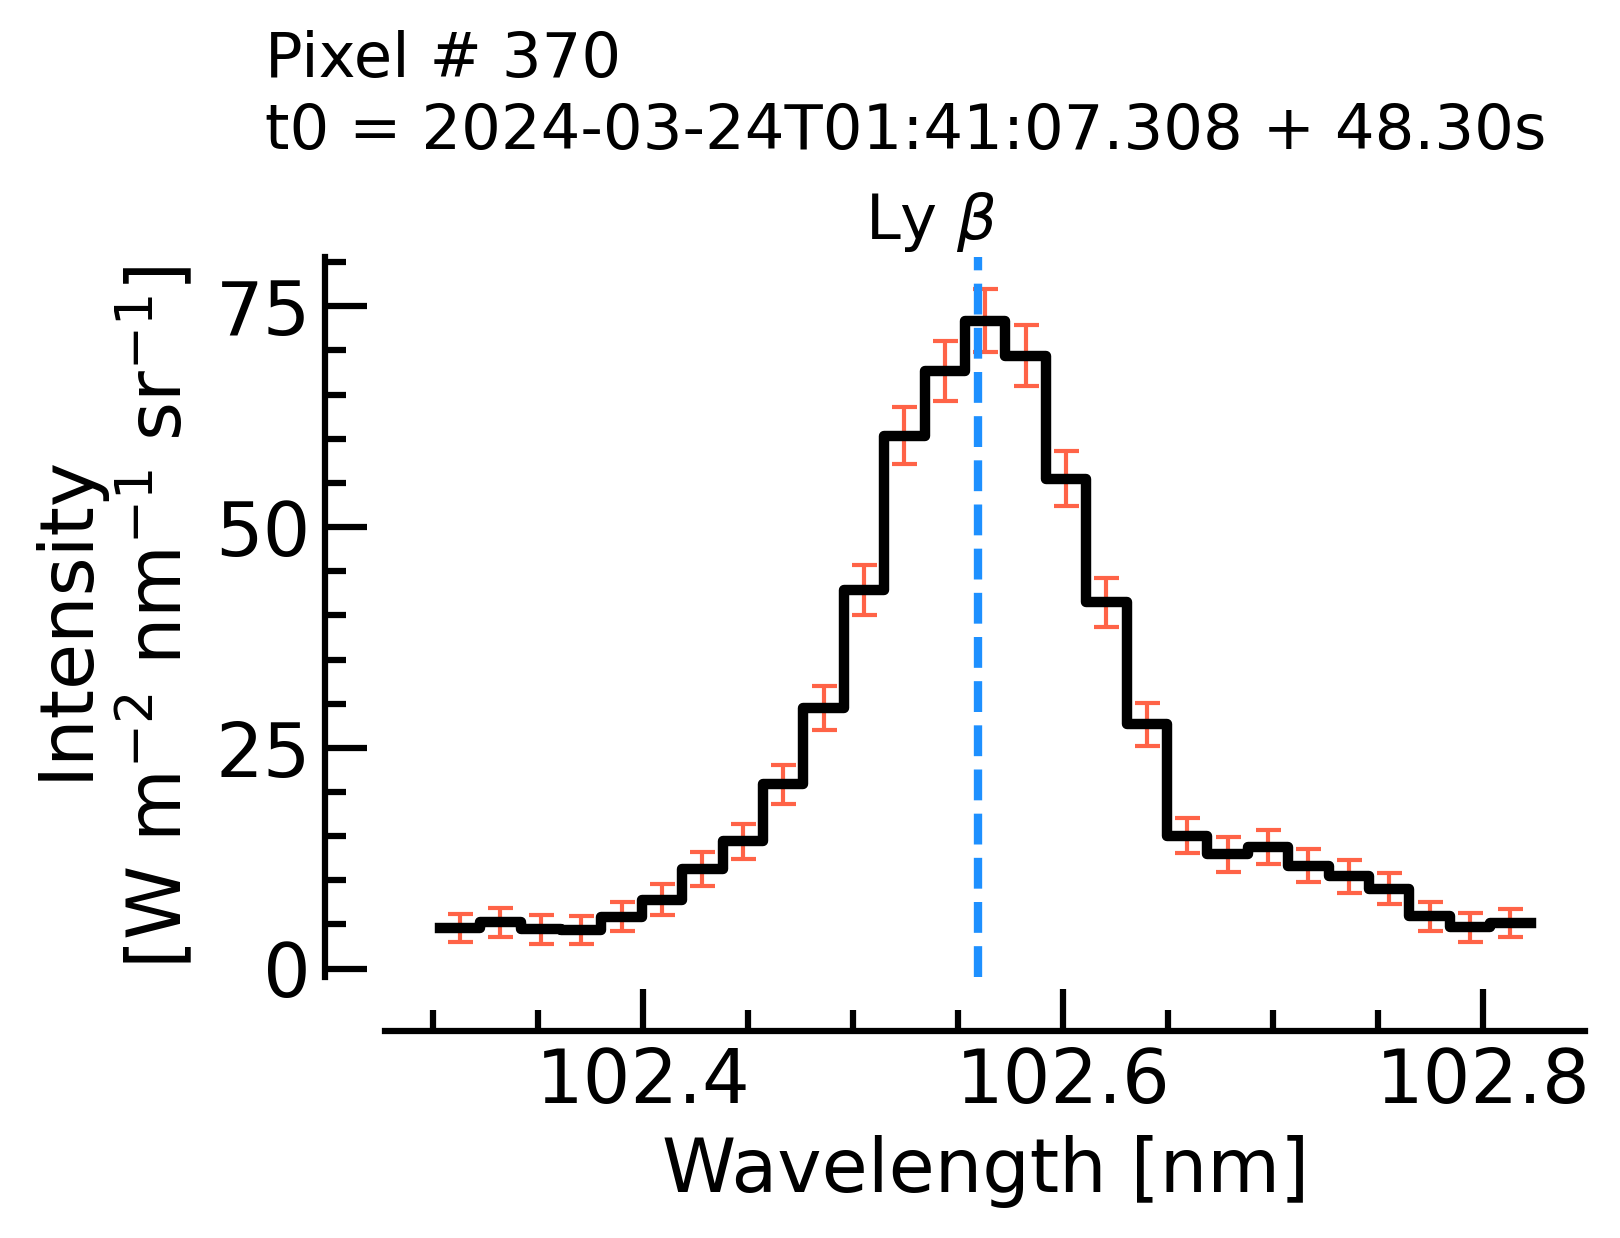 Pixel # 370
t0 = 2024-03-24T01:41:07.308 + 48.30s
Ly β
Intensity
[W m⁻² nm⁻¹ sr⁻¹]
75
50
25
0
102.4 102.6 102.8
Wavelength [nm]